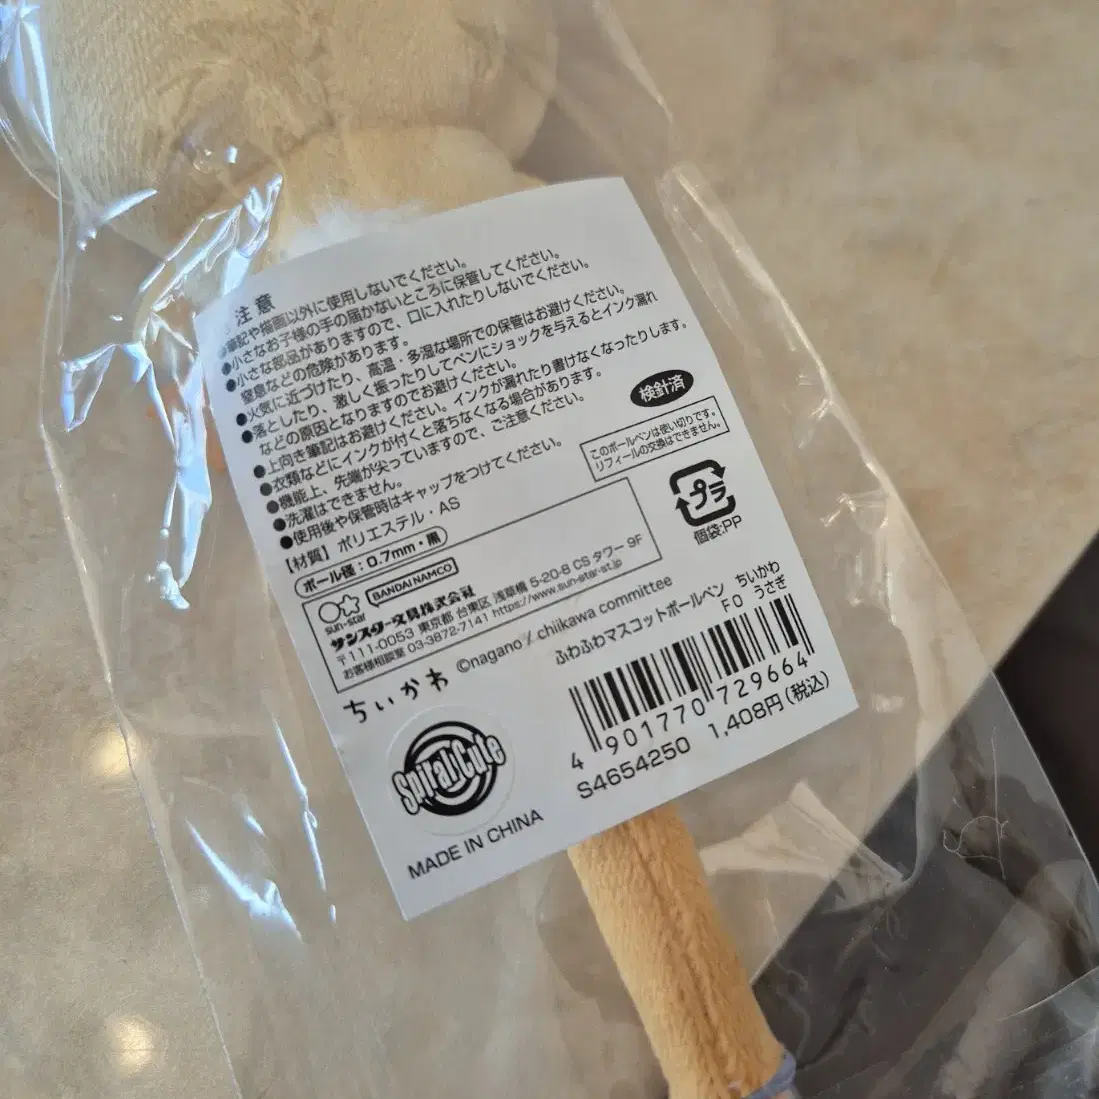 注意
●筆記や描画以外に使用しないでください。
●小さなお子様の手の届かないところに保管してください。
●小さな部品がありますので、口に入れたりしないでください。
窒息などの危険があります。
●火気に近づけたり、高温・多湿な場所での保管はお避けください。
●落としたり、激しく振ったりしてペンにショックを与えるとインク漏れ
などの原因となりますのでお避けください。
●上向き筆記はお避けください。インクが漏れたり書けなくなったりします。
●衣類などにインクが付くと落ちなくなる場合があります。
●機能上、先端が尖っていますので、ご注意ください。
●洗濯はできません。
●使用後や保管時はキャップをつけてください。
【材質】ポリエステル・AS
ボール径：0.7mm・黒
検針済
このボールペンは使い切りです。
リフィールの交換はできません。
プラ
個袋:PP
sun-star
BANDAI NAMCO
サンスター文具株式会社
〒111-0053 東京都 台東区 浅草橋 5-20-8 CS タワー 9F
お客様相談室 03-3872-7141 https://www.sun-star-st.jp
ちいかわ
©nagano / chiikawa committee
ふわふわマスコットボールペン ちいかわ
FO うさぎ
4 901770 729664
S4654250 1,408円(税込)
SpiralCute
MADE IN CHINA